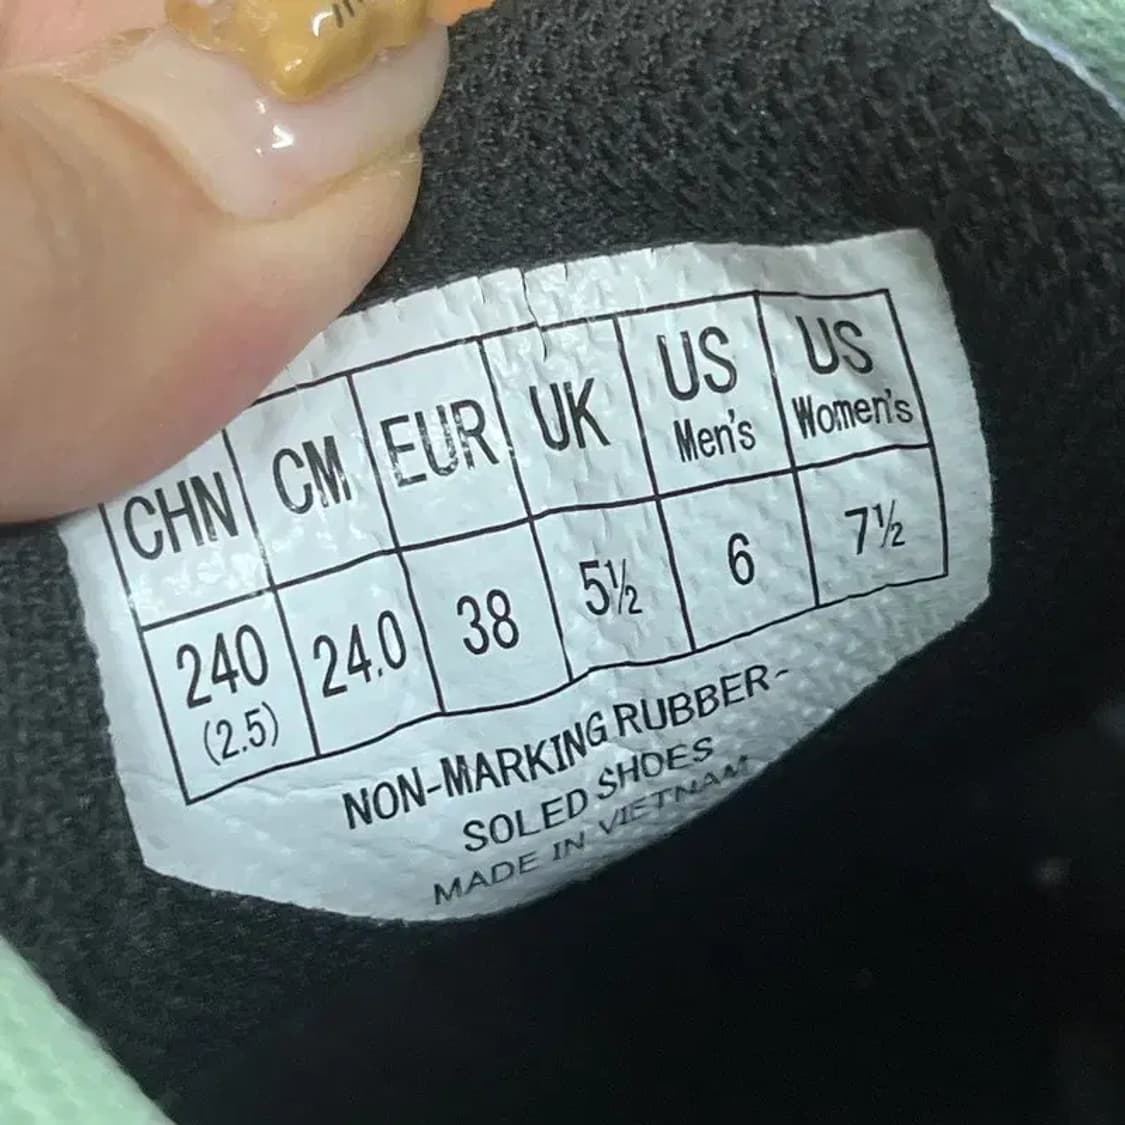 CHN CM EUR UK US Men's US Women's
240 (2.5) 24.0 38 5½ 6 7½
NON-MARKING RUBBER-
SOLED SHOES
MADE IN VIETNAM